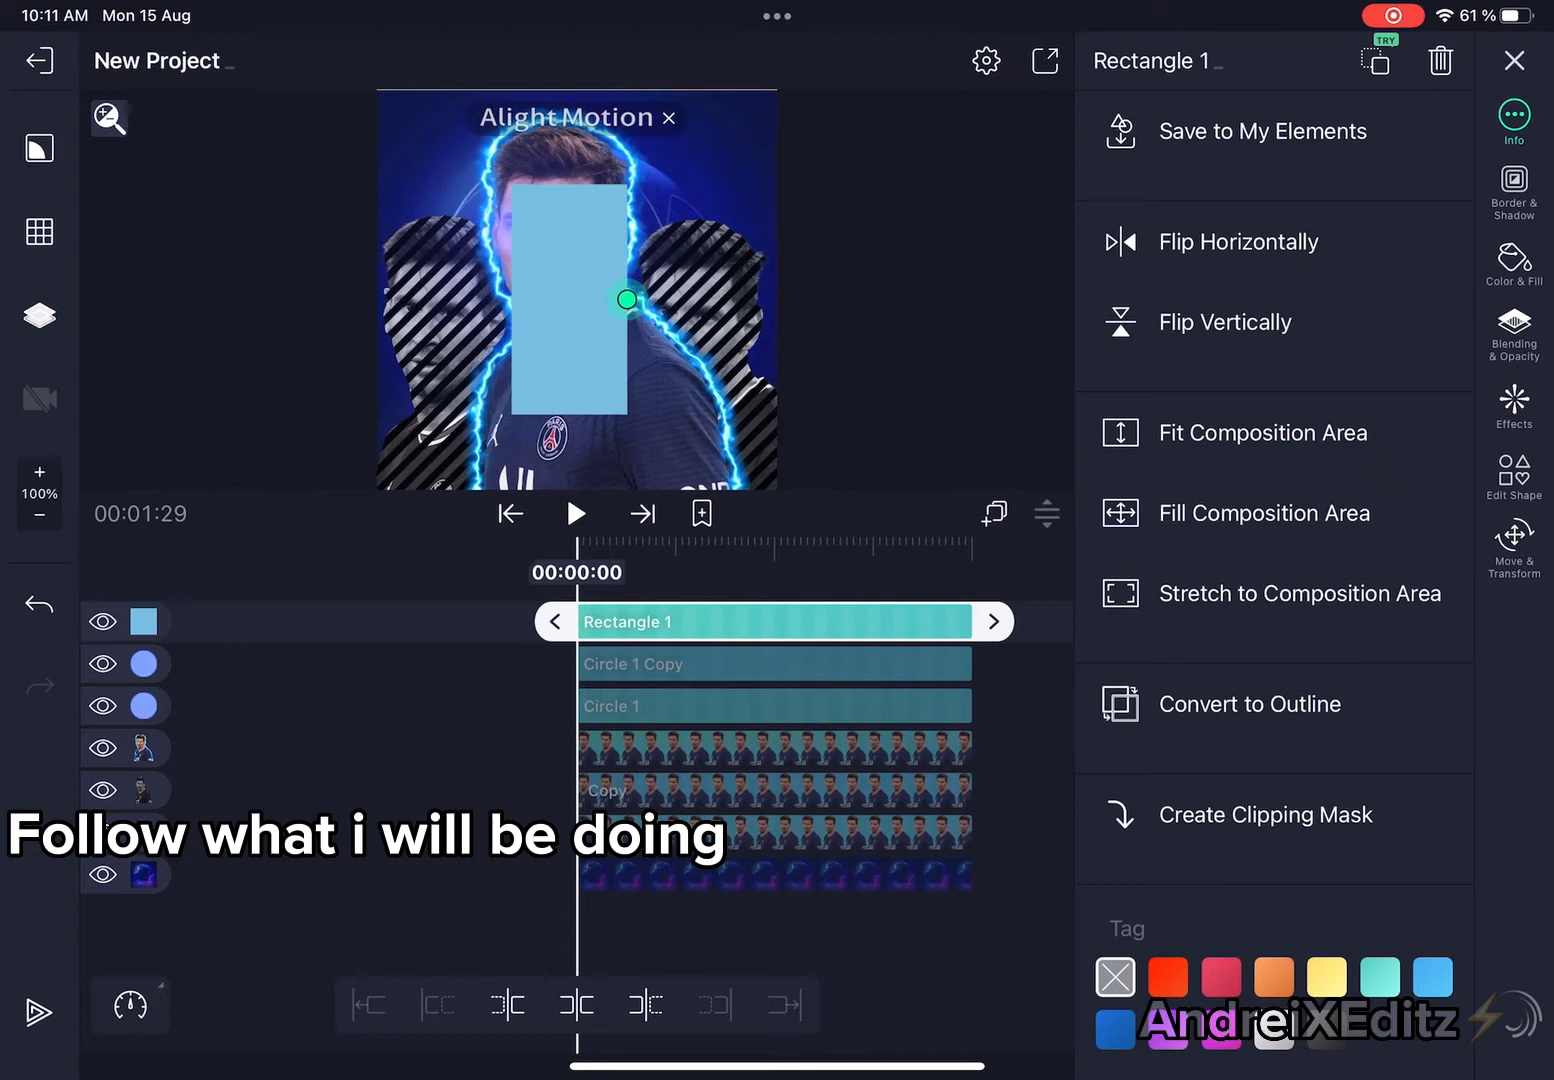 10:11 AM Mon 15 Aug
61 %
New Project
Rectangle 1
TRY
Alight Motion ×
Save to My Elements
Info
Flip Horizontally
Border & Shadow
Color & Fill
Flip Vertically
Blending & Opacity
Effects
Fit Composition Area
Edit Shape
Fill Composition Area
Move & Transform
Stretch to Composition Area
Convert to Outline
Create Clipping Mask
Tag
+
100%
−
00:01:29
00:00:00
Rectangle 1
Circle 1 Copy
Circle 1
Copy
Follow what i will be doing
AndreiXEditz
PARIS